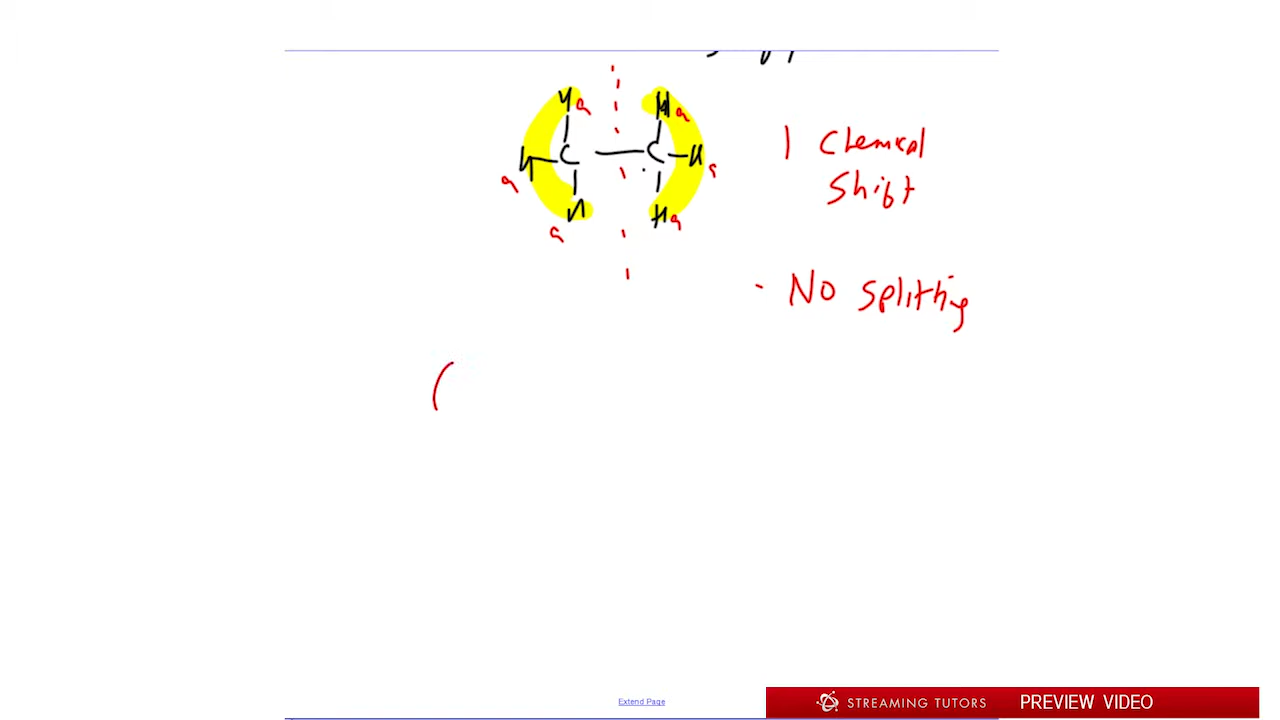 H a H a
H C C H
a a
H H a
a
1 Chemical
Shift
- No splitting
(
Extend Page
STREAMING TUTORS PREVIEW VIDEO